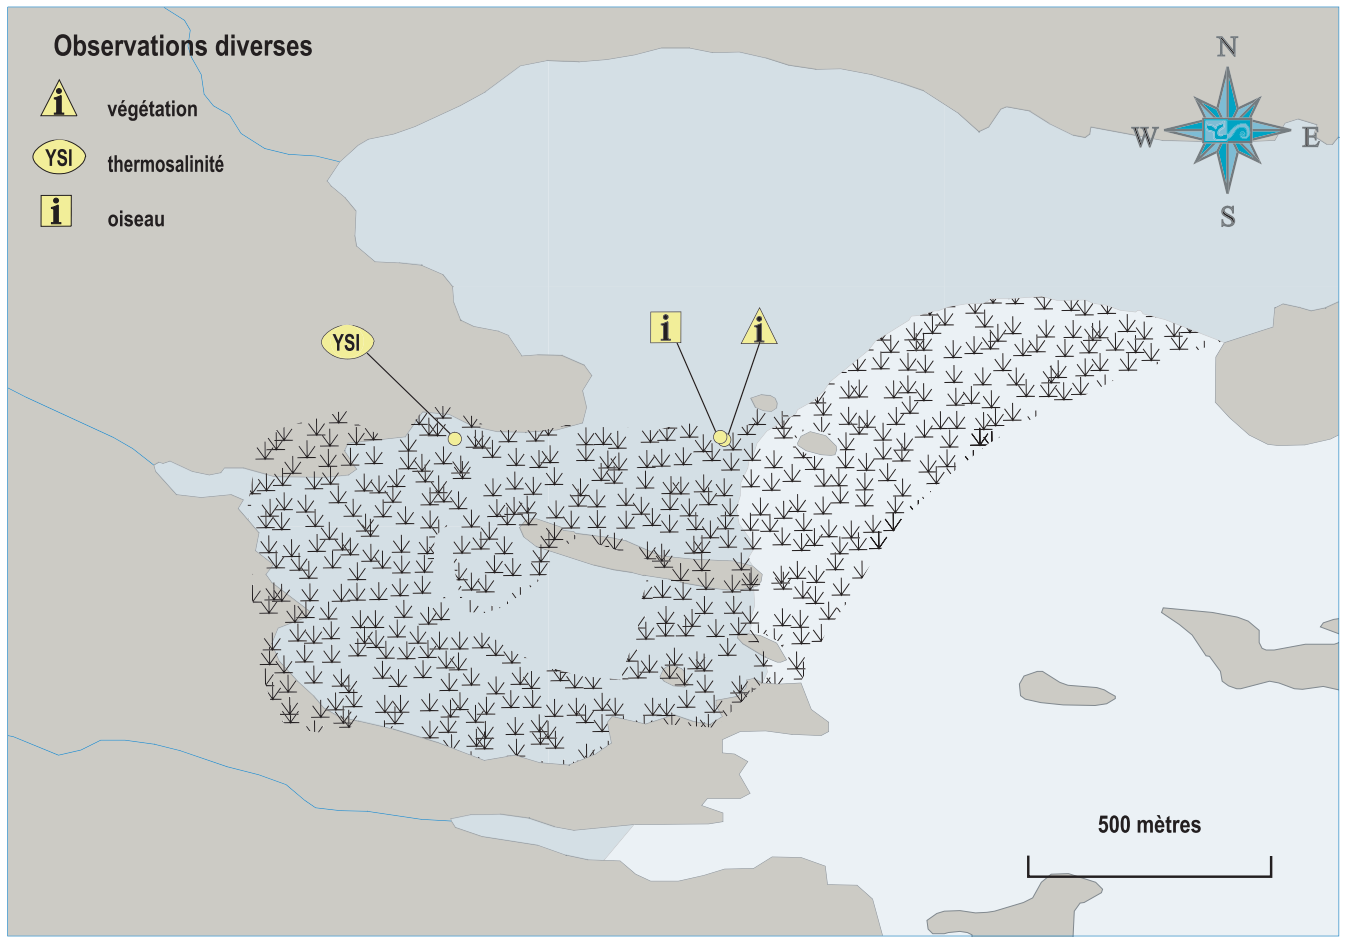 Observations diverses
i végétation
YSI thermosalinité
i oiseau
N
W E
S
YSI
i
i
500 mètres